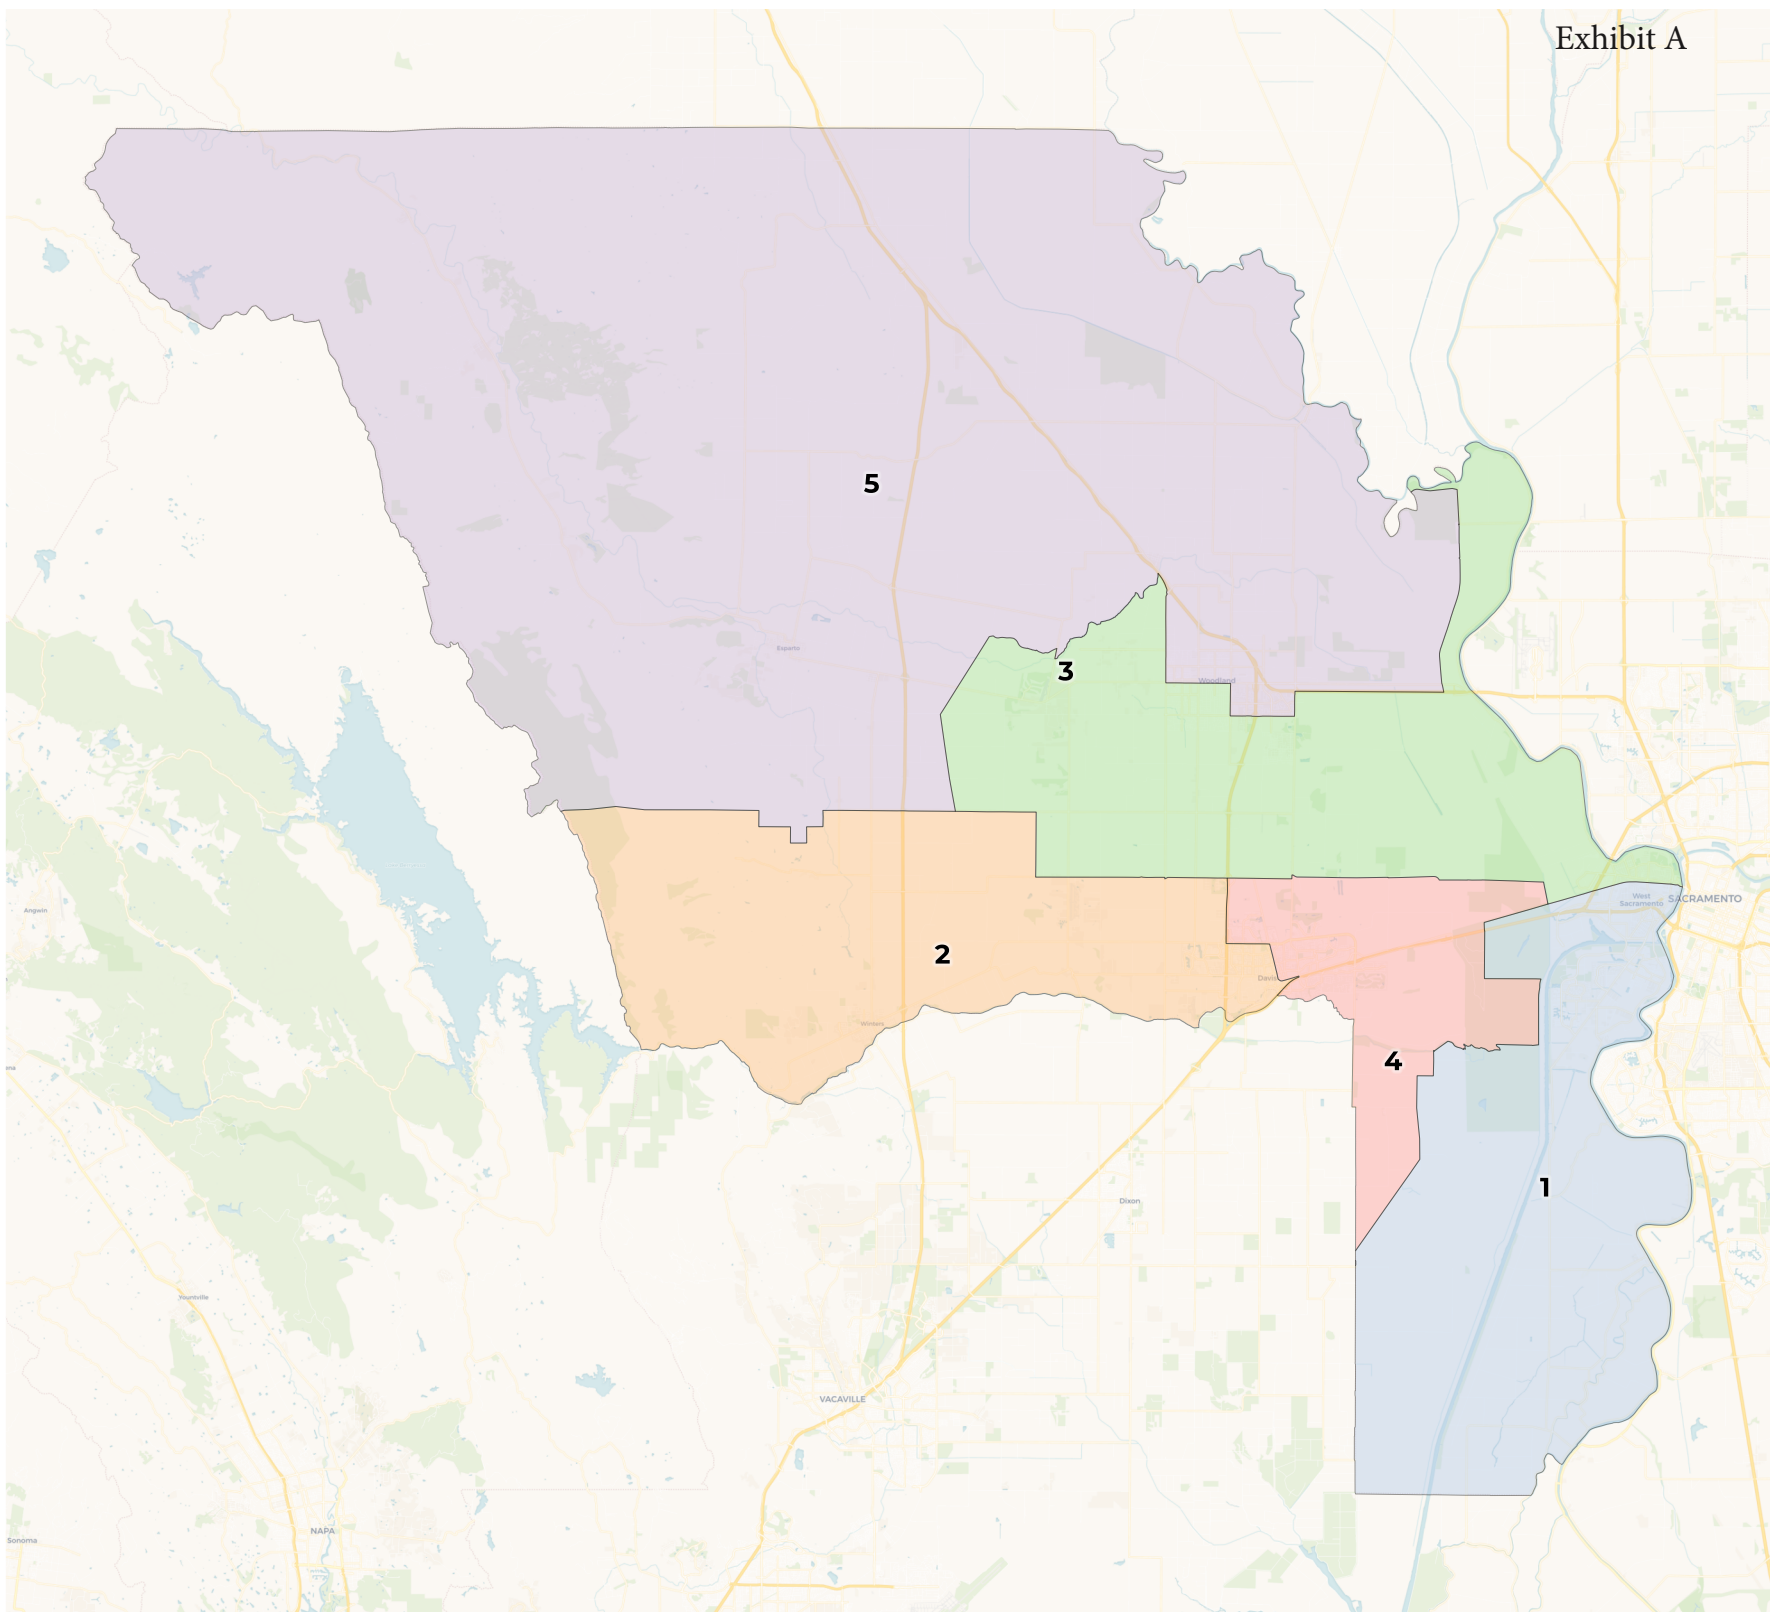 Exhibit A
5
Esparto
3
Woodland
West
Sacramento
SACRAMENTO
Angwin
2
Davis
Winters
4
1
Dixon
Yountville
VACAVILLE
NAPA
Sonoma